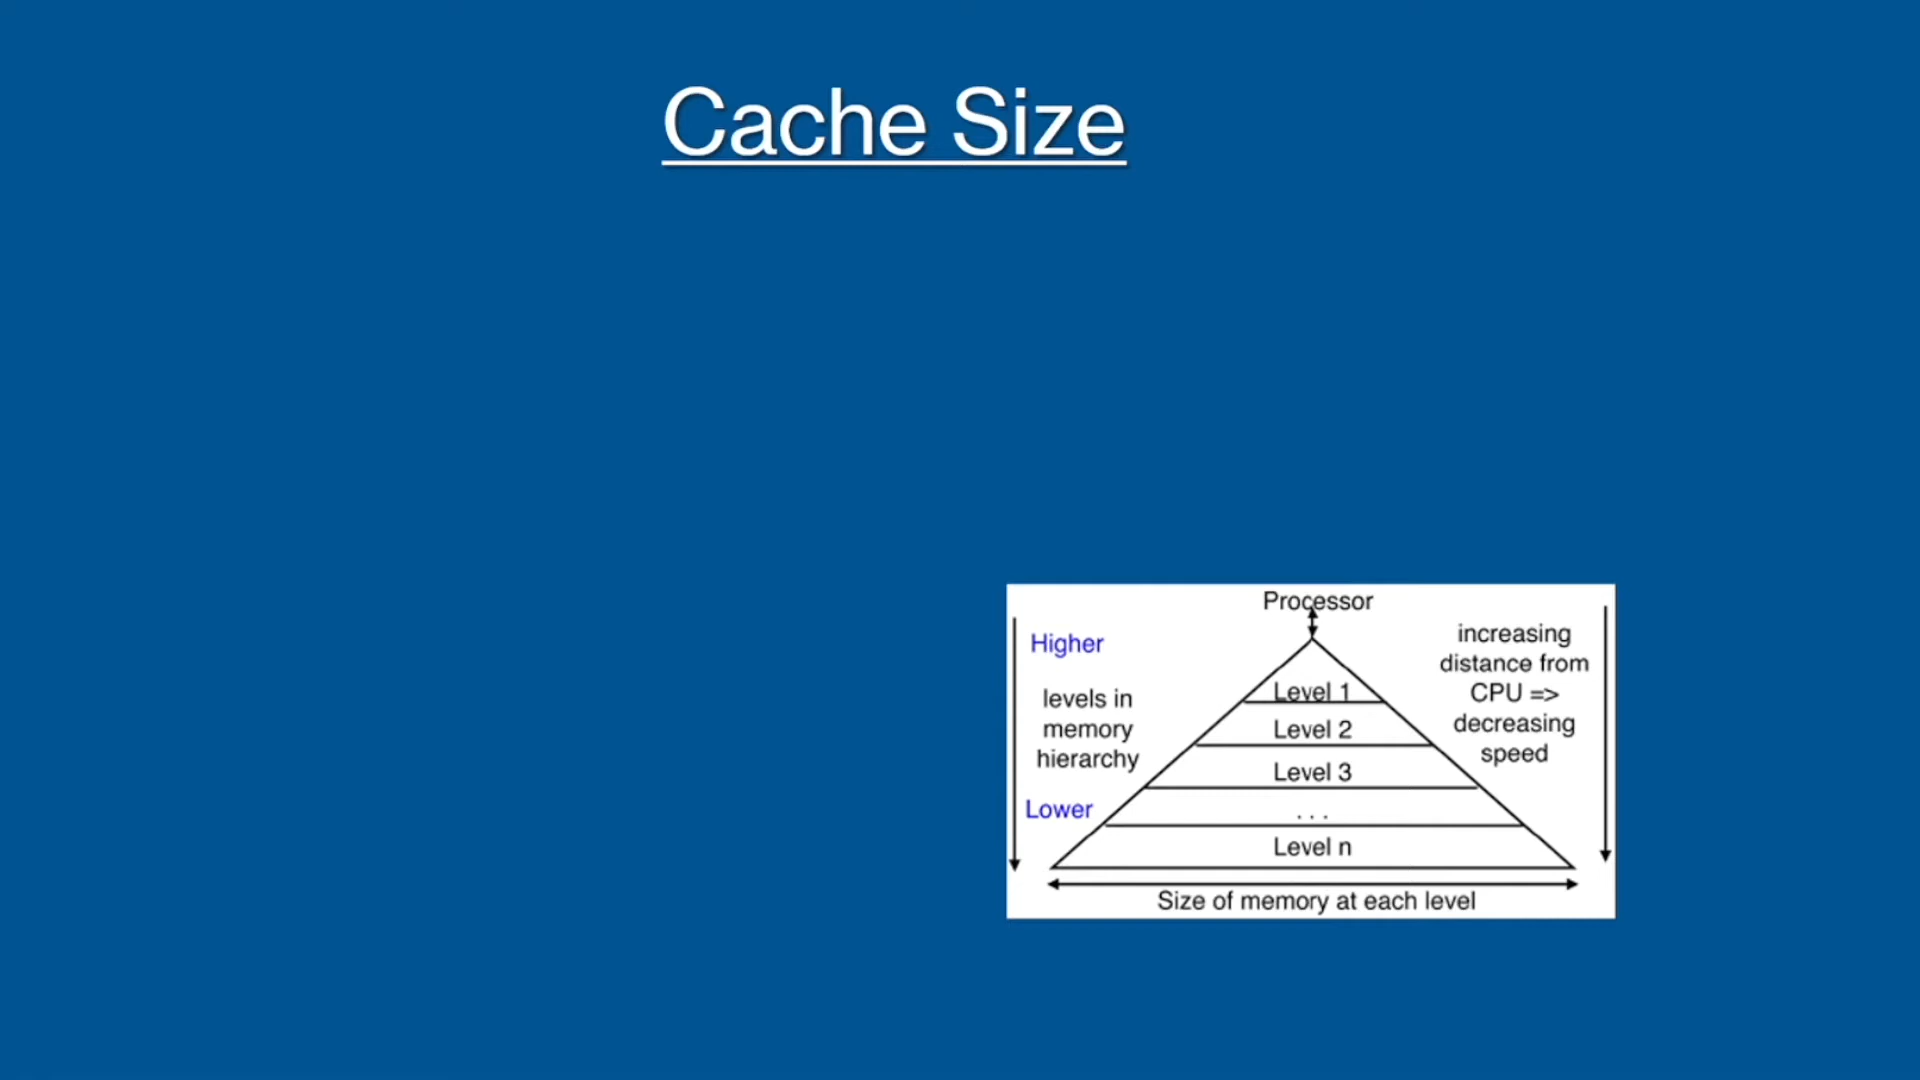 Cache Size
Processor
Higher
levels in
memory
hierarchy
Lower
Level 1
Level 2
Level 3
. . .
Level n
increasing
distance from
CPU =>
decreasing
speed
Size of memory at each level